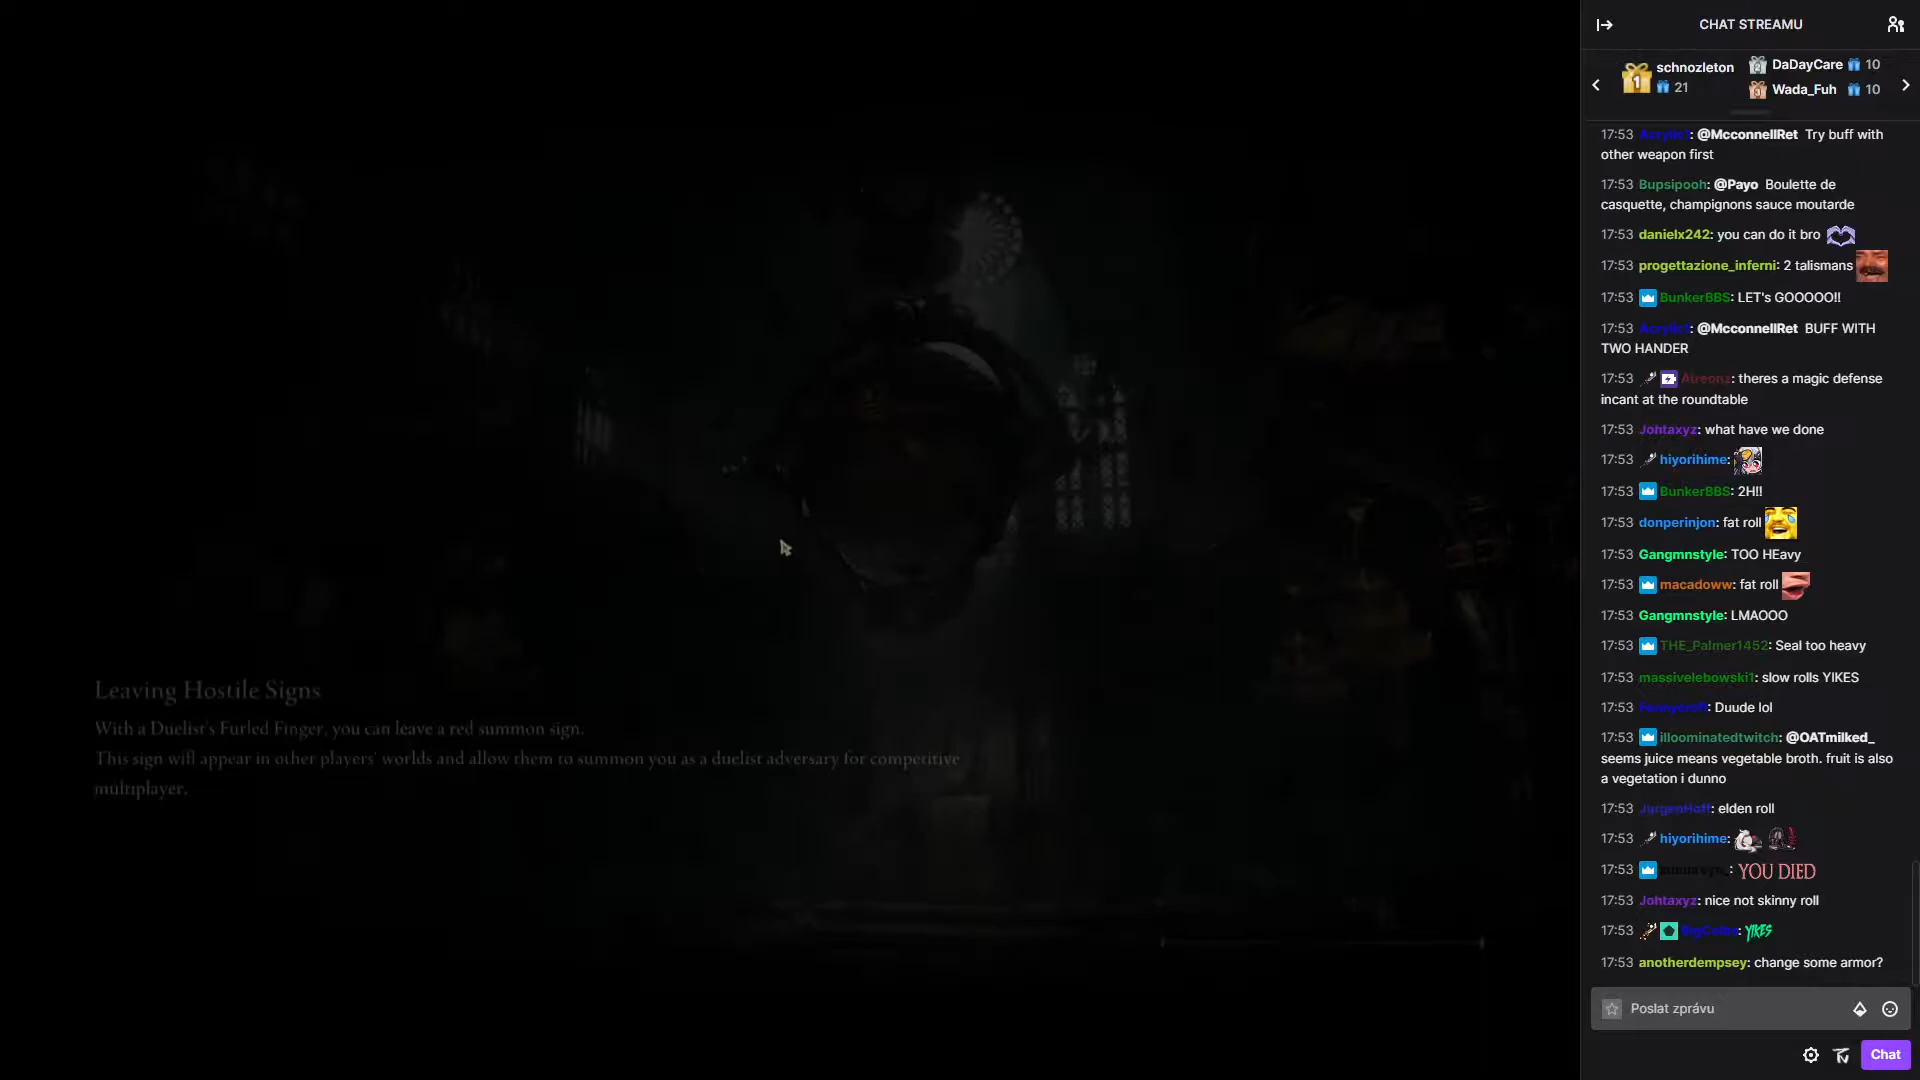 Leaving Hostile Signs
With a Duelist's Furled Finger, you can leave a red summon sign.
This sign will appear in other players' worlds and allow them to summon you as a duelist adversary for competitive
multiplayer.
CHAT STREAMU
1
schnozleton
21
2
DaDayCare 10
3
Wada_Fuh 10
17:53 Acrylic1: @McconnellRet Try buff with
other weapon first
17:53 Bupsipooh: @Payo Boulette de
casquette, champignons sauce moutarde
17:53 danielx242: you can do it bro
17:53 progettazione_inferni: 2 talismans
17:53 BunkerBBS: LET's GOOOOO!!
17:53 Acrylic1: @McconnellRet BUFF WITH
TWO HANDER
17:53 Atreonz: theres a magic defense
incant at the roundtable
17:53 Johtaxyz: what have we done
17:53 hiyorihime:
17:53 BunkerBBS: 2H!!
17:53 donperinjon: fat roll
17:53 Gangmnstyle: TOO HEavy
17:53 macadoww: fat roll
17:53 Gangmnstyle: LMAOOO
17:53 THE_Palmer1452: Seal too heavy
17:53 massivelebowski1: slow rolls YIKES
17:53 : Duude lol
17:53 illoominatedtwitch: @OATmilked_
seems juice means vegetable broth. fruit is also
a vegetation i dunno
17:53 JurgenHoff: elden roll
17:53 hiyorihime:
17:53 : YOU DIED
17:53 Johtaxyz: nice not skinny roll
17:53 : YIKES
17:53 anotherdempsey: change some armor?
Poslat zprávu
Chat